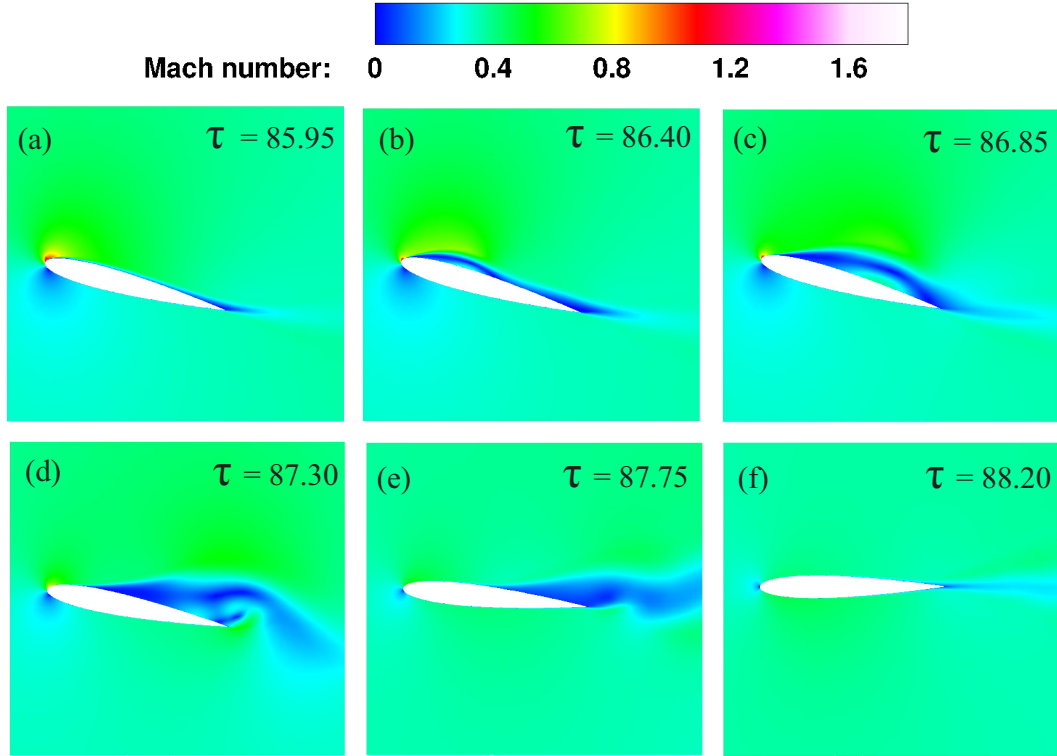 Mach number: 0 0.4 0.8 1.2 1.6
(a) τ = 85.95
(b) τ = 86.40
(c) τ = 86.85
(d) τ = 87.30
(e) τ = 87.75
(f) τ = 88.20